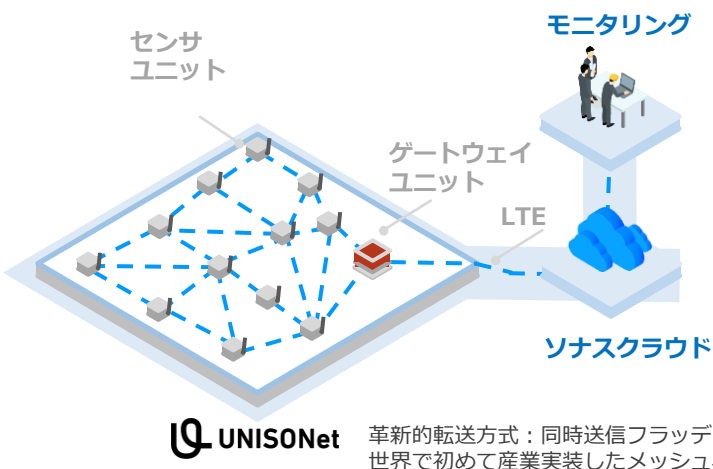 モニタリング
センサ
ユニット
ゲートウェイ
ユニット
LTE
ソナスクラウド
UNISONet
革新的転送方式：同時送信フラッデ
世界で初めて産業実装したメッシュ